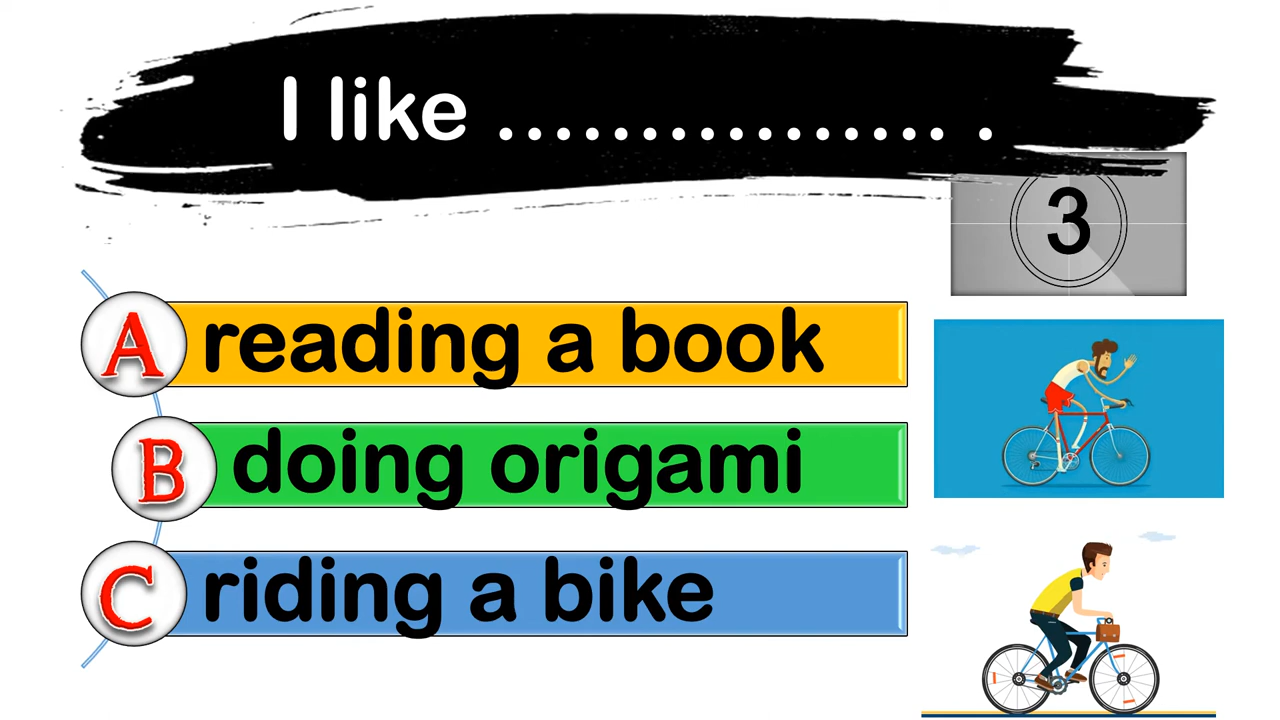 I like ................ .
3
A reading a book
B doing origami
C riding a bike